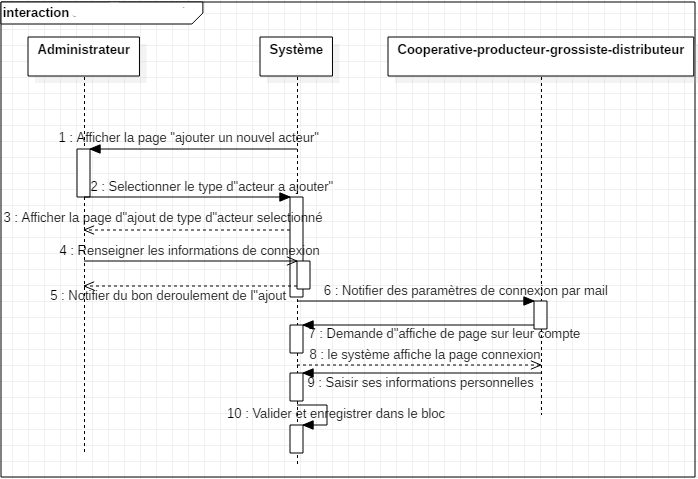 interaction
Administrateur
Système
Cooperative-producteur-grossiste-distributeur
1 : Afficher la page "ajouter un nouvel acteur"
2 : Selectionner le type d"acteur a ajouter"
3 : Afficher la page d"ajout de type d"acteur selectionné
4 : Renseigner les informations de connexion
5 : Notifier du bon deroulement de l"ajout
6 : Notifier des paramètres de connexion par mail
7 : Demande d"affiche de page sur leur compte
8 : le système affiche la page connexion
9 : Saisir ses informations personnelles
10 : Valider et enregistrer dans le bloc